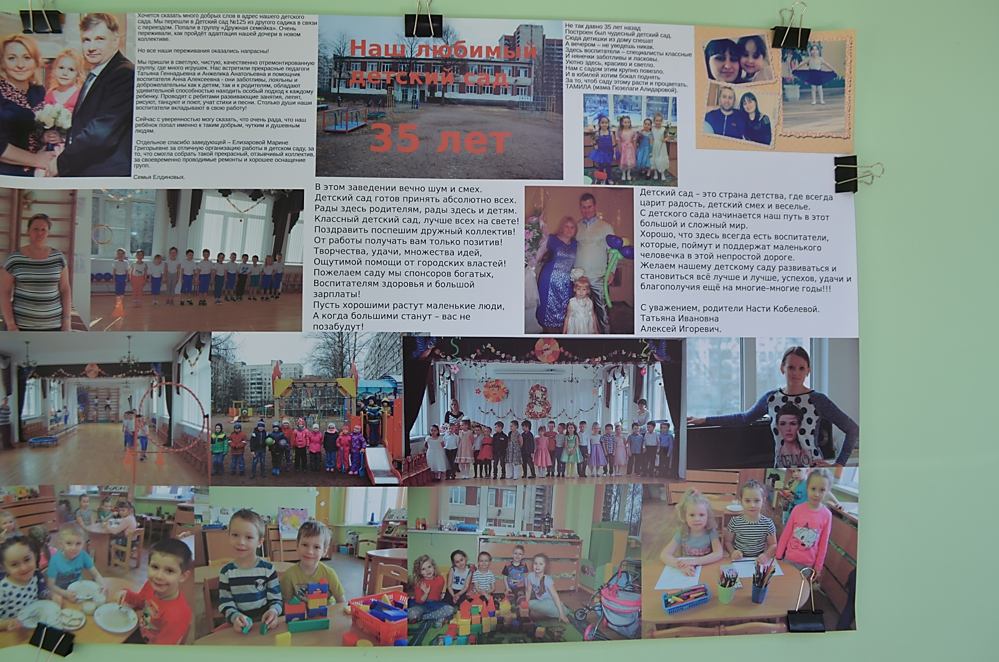 Хочется сказать много добрых слов в адрес нашего детского
сада. Мы перешли в Детский сад №125 из другого садика в связи
с переездом. Попали в группу «Дружная семейка». Очень
переживали, как пройдёт адаптация нашей дочери в новом
коллективе.
Но все наши переживания оказались напрасны!
Мы пришли в светлую, чистую, качественно отремонтированную
группу, где много игрушек. Нас встретили прекрасные педагоги
Татьяна Геннадьевна и Анжелика Анатольевна и помощник
воспитателя Анна Алексеевна - они заботливы, лояльны и
доброжелательны как к детям, так и к родителям, обладают
удивительной способностью находить особый подход к каждому
ребенку. Проводят с ребятами развивающие занятия, лепят,
рисуют, танцуют и поют, учат стихи и песни. Столько души наши
воспитатели вкладывают в свою работу!
Сейчас с уверенностью могу сказать, что очень рада, что наш
ребёнок попал именно к таким добрым, чутким и душевным
людям.
Отдельное спасибо заведующей – Елизаровой Марине
Григорьевне за отличную организацию работы в детском саду, за
то, что смогла собрать такой прекрасный, отзывчивый коллектив,
за своевременно проводимые ремонты и хорошее оснащение
групп.
Семья Елдиновых.
Наш любимый
детский сад
35 лет
Не так давно 35 лет назад
Построен был чудесный детский сад.
Сюда детишки из дому спешат
А вечером – не уведешь никак.
Здесь воспитатели – специалисты классные
И нянечки заботливы и ласковы.
Уютно здесь, красиво и светло.
Нам с садом этим крупно повезло.
И в юбилей хотим бокал поднять
За то, чтоб саду этому расти и процветать.
ТАМИЛА (мама Гюзелаги Алидаровой).
В этом заведении вечно шум и смех.
Детский сад готов принять абсолютно всех.
Рады здесь родителям, рады здесь и детям.
Классный детский сад, лучше всех на свете!
Поздравить поспешим дружный коллектив!
От работы получать вам только позитив!
Творчества, удачи, множества идей,
Ощутимой помощи от городских властей!
Пожелаем саду мы спонсоров богатых,
Воспитателям здоровья и большой
зарплаты!
Пусть хорошими растут маленькие люди,
А когда большими станут – вас не
позабудут!
Детский сад – это страна детства, где всегда
царит радость, детский смех и веселье.
С детского сада начинается наш путь в этот
большой и сложный мир.
Хорошо, что здесь всегда есть воспитатели,
которые, поймут и поддержат маленького
человечка в этой непростой дороге.
Желаем нашему детскому саду развиваться и
становиться всё лучше и лучше, успехов, удачи и
благополучия ещё на многие–многие годы!!!
С уважением, родители Насти Кобелевой.
Татьяна Ивановна
Алексей Игоревич.
HELLO!